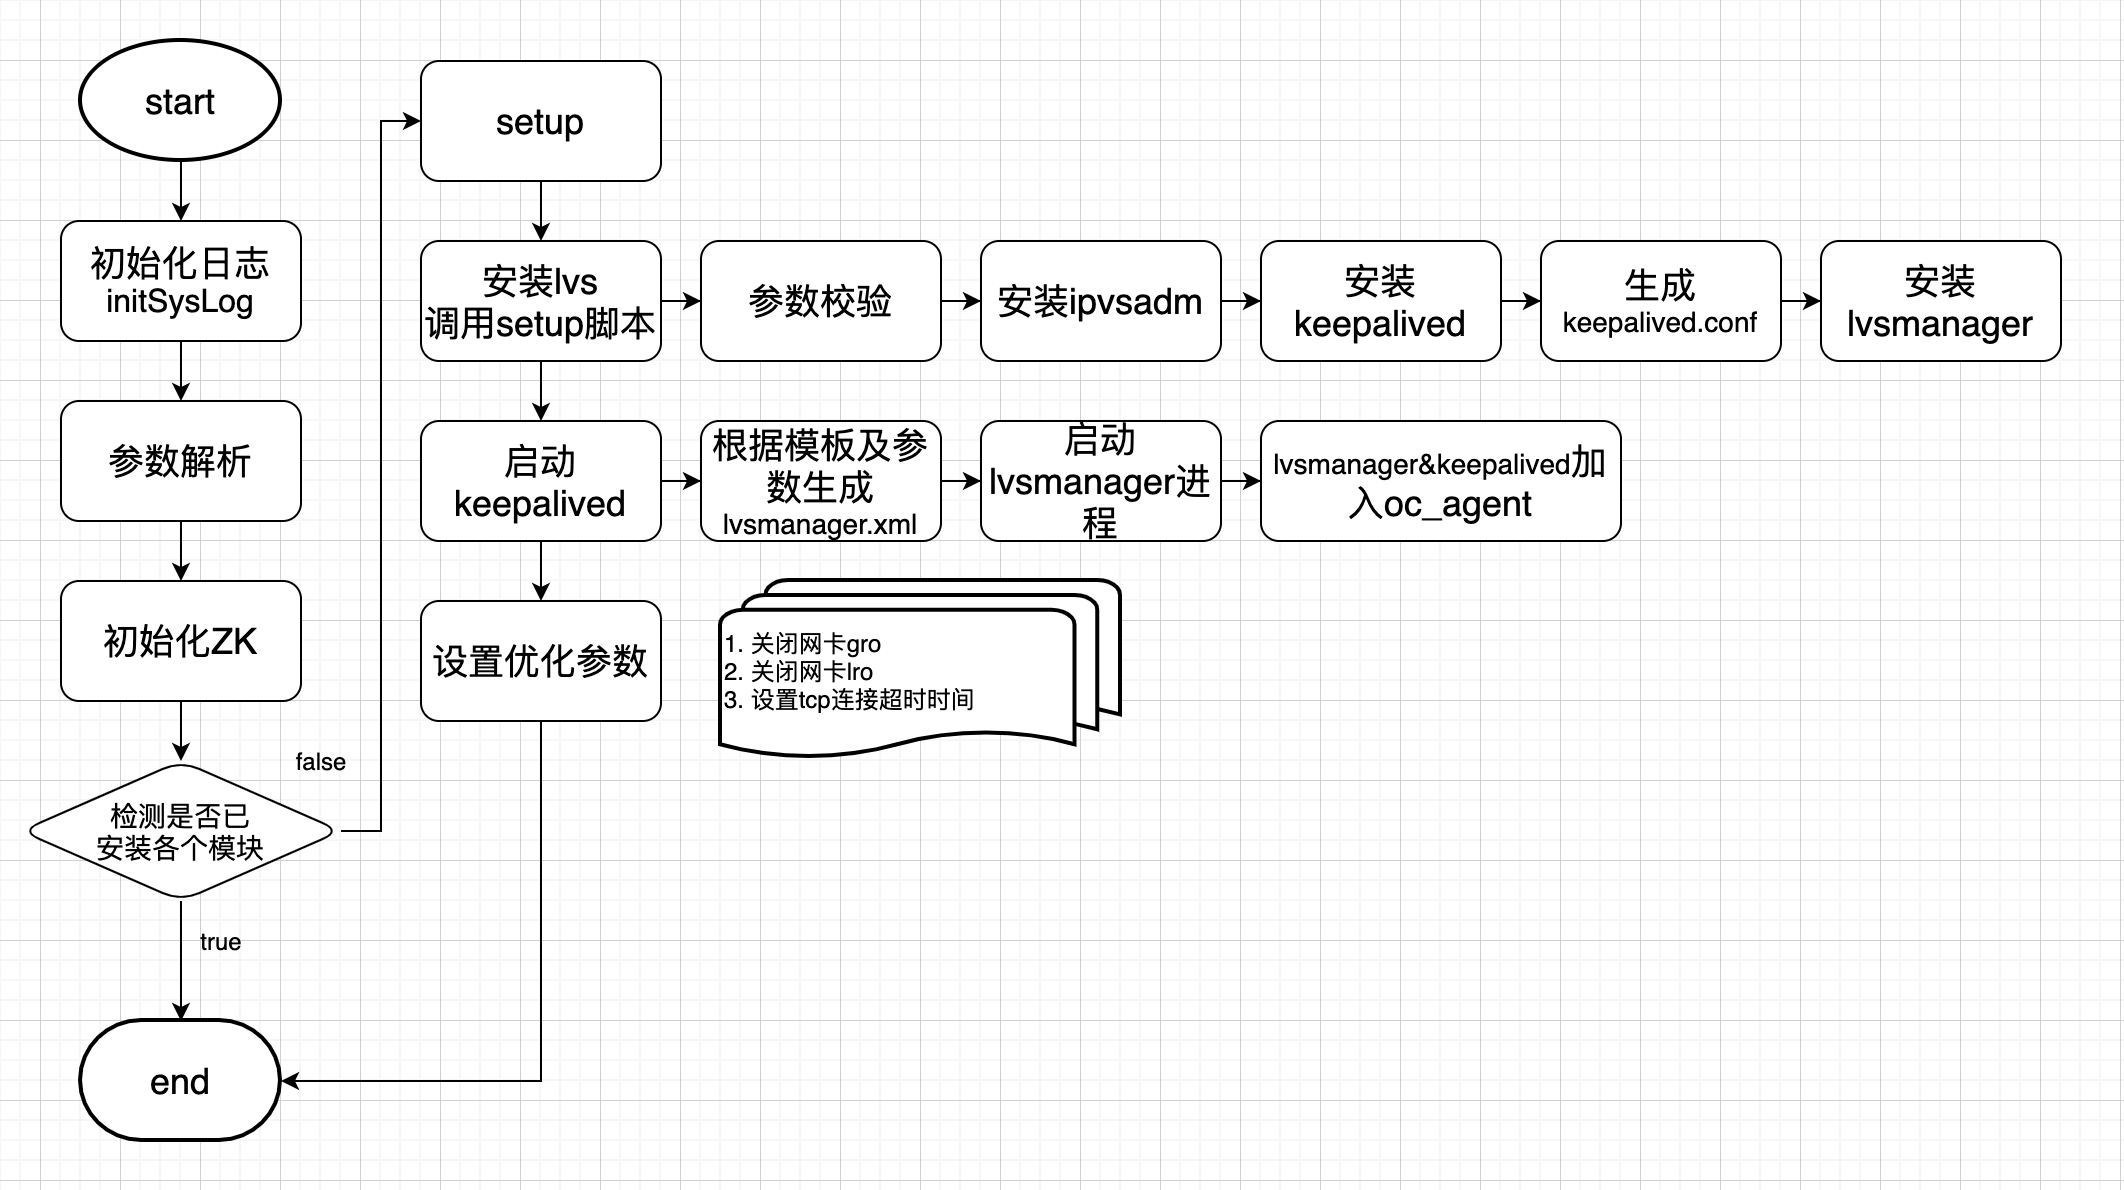 start
初始化日志
initSysLog
参数解析
初始化ZK
检测是否已
安装各个模块
false
true
end
setup
安装lvs
调用setup脚本
参数校验
安装ipvsadm
安装
keepalived
生成
keepalived.conf
安装
lvsmanager
启动
keepalived
根据模板及参
数生成
lvsmanager.xml
启动
lvsmanager进
程
lvsmanager&keepalived加
入oc_agent
设置优化参数
1. 关闭网卡gro
2. 关闭网卡lro
3. 设置tcp连接超时时间